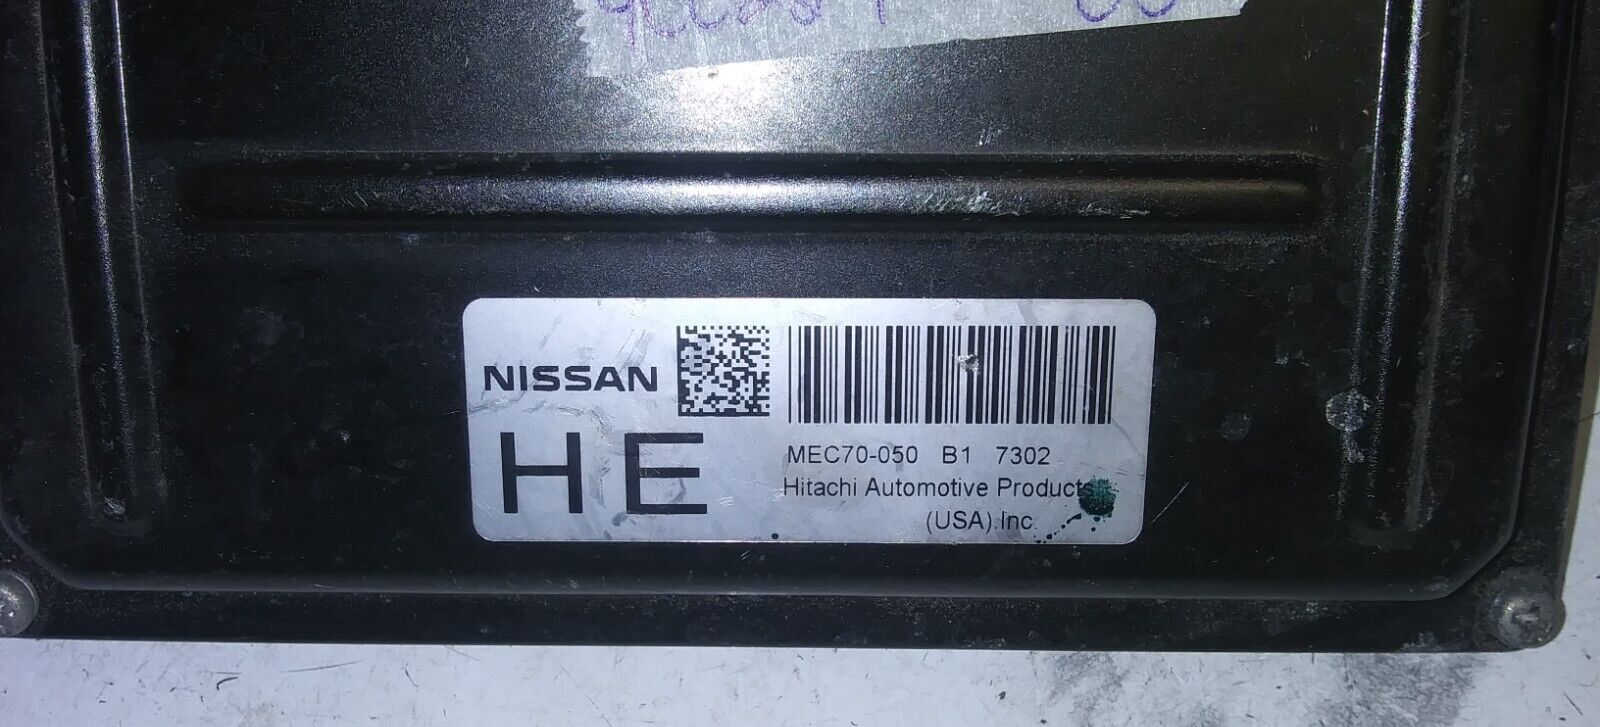 NISSAN
HE
MEC70-050 B1 7302
Hitachi Automotive Products
(USA).Inc.